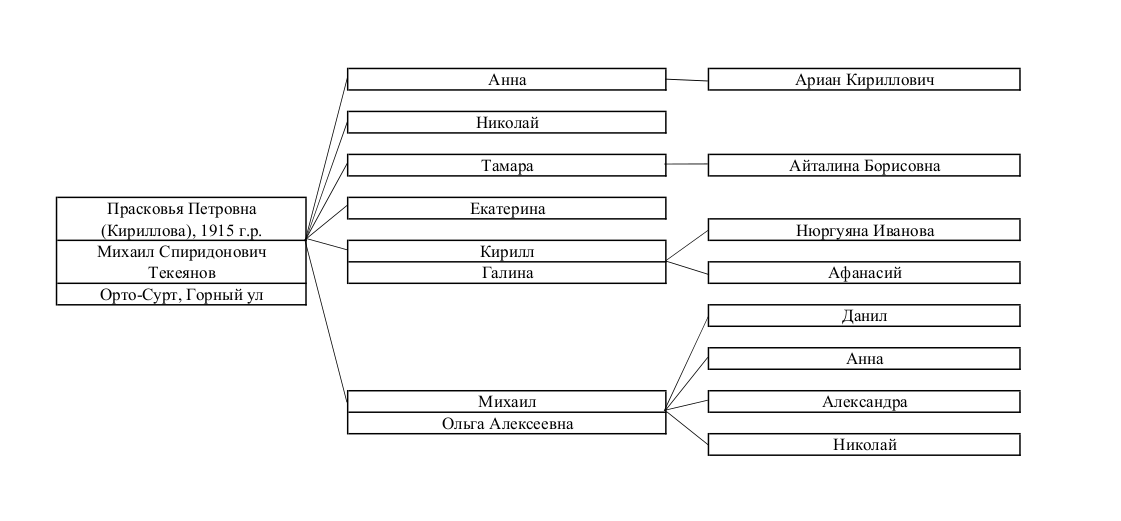 Прасковья Петровна
(Кириллова), 1915 г.р.
Михаил Спиридонович
Текеянов
Орто-Сурт, Горный ул
Анна
Николай
Тамара
Екатерина
Кирилл
Галина
Михаил
Ольга Алексеевна
Ариан Кириллович
Айталина Борисовна
Нюргуяна Иванова
Афанасий
Данил
Анна
Александра
Николай